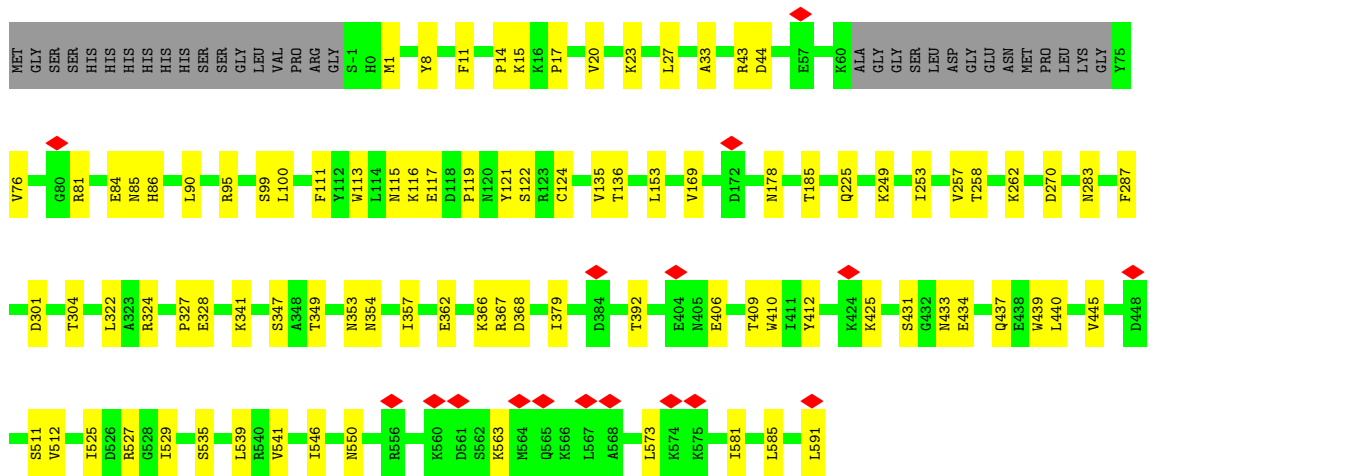 MET GLY SER SER HIS HIS HIS HIS HIS HIS SER SER GLY LEU VAL PRO ARG GLY S-1 H0 M1 Y8 F11 P14 K15 K16 P17 V20 K23 L27 A33 R43 D44 E57 K60 ALA GLY GLY SER LEU ASP GLY GLU ASN MET PRO LEU LYS GLY Y75
V76 G80 R81 E84 N85 H86 L90 R95 S99 L100 F111 Y112 W113 L114 N115 K116 E117 D118 P119 N120 Y121 S122 R123 C124 V135 T136 L153 V169 D172 N178 T185 Q225 K249 I253 V257 T258 K262 D270 N283 F287
D301 T304 L322 A323 R324 P327 E328 K341 S347 A348 T349 N353 N354 I357 E362 K366 R367 D368 I379 D384 T392 E404 N405 E406 T409 W410 I411 Y412 K424 K425 S431 G432 N433 E434 Q437 E438 W439 L440 V445 D448
S511 V512 I525 D526 R527 G528 I529 S535 L539 R540 V541 I546 N550 R556 K560 D561 S562 K563 M564 Q565 K566 L567 A568 L573 K574 K575 I581 L585 L591